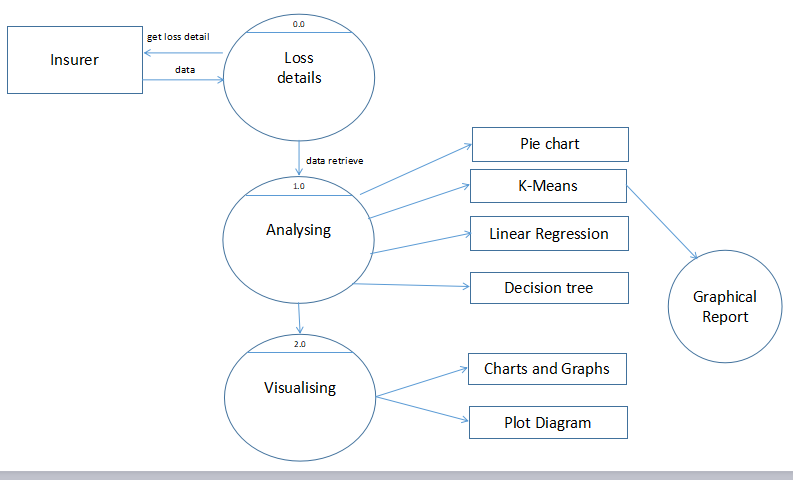 0.0
get loss detail
Insurer
Loss
details
data
Pie chart
data retrieve
1.0
K-Means
Analysing
Linear Regression
Decision tree
Graphical
Report
2.0
Charts and Graphs
Visualising
Plot Diagram